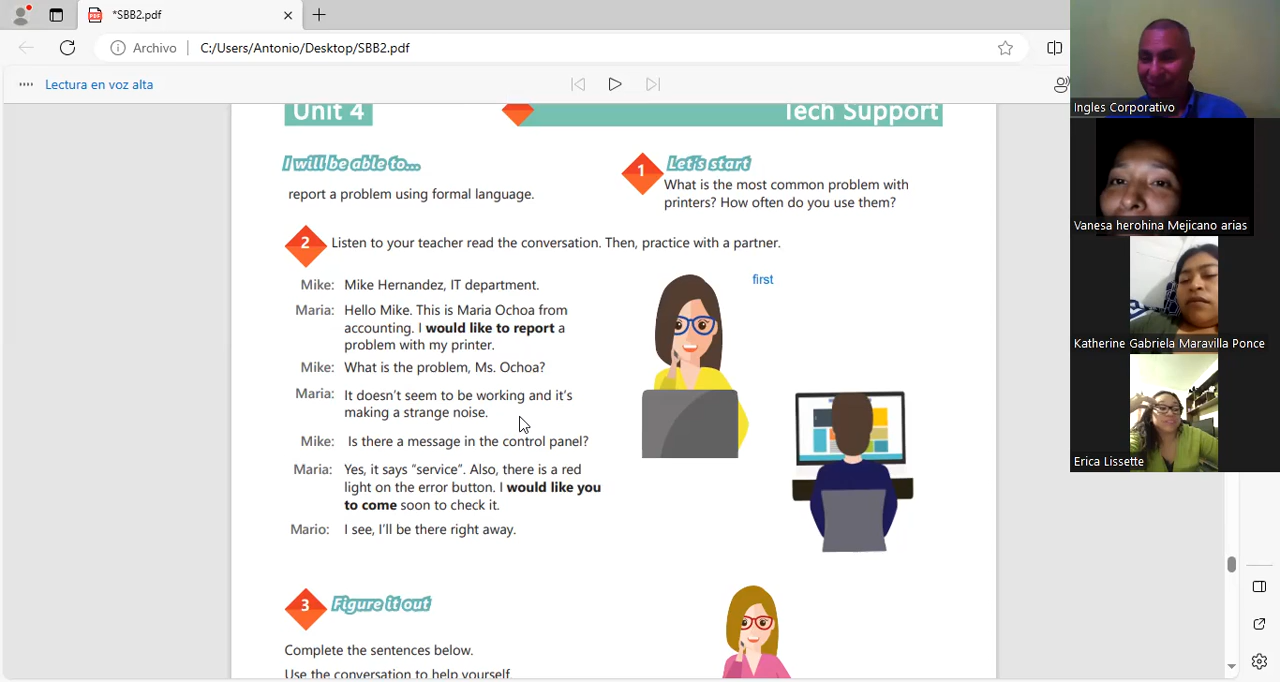 *SBB2.pdf
Archivo
C:/Users/Antonio/Desktop/SBB2.pdf
Lectura en voz alta
Unit 4
Tech Support
I will be able to...
report a problem using formal language.
1
Let's start
What is the most common problem with
printers? How often do you use them?
2
Listen to your teacher read the conversation. Then, practice with a partner.
first
Mike: Mike Hernandez, IT department.
Maria: Hello Mike. This is Maria Ochoa from
accounting. I would like to report a
problem with my printer.
Mike: What is the problem, Ms. Ochoa?
Maria: It doesn't seem to be working and it's
making a strange noise.
Mike: Is there a message in the control panel?
Maria: Yes, it says "service". Also, there is a red
light on the error button. I would like you
to come soon to check it.
Mario: I see, I'll be there right away.
3
Figure it out
Complete the sentences below.
Use the conversation to help yourself.
Ingles Corporativo
Vanesa herohina Mejicano arias
Katherine Gabriela Maravilla Ponce
Erica Lissette